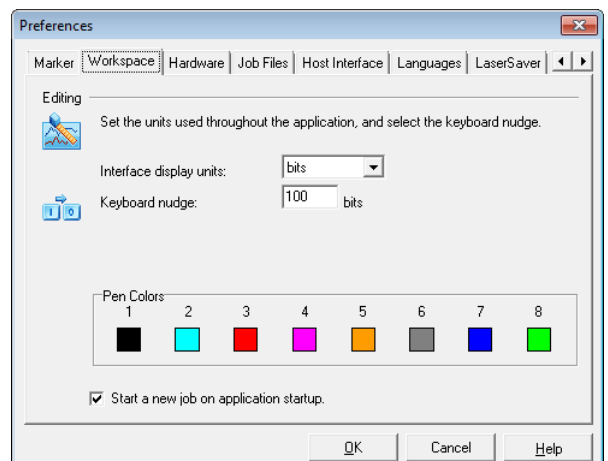 Preferences
Marker Workspace Hardware Job Files Host Interface Languages LaserSaver
Editing
Set the units used throughout the application, and select the keyboard nudge.
Interface display units: bits
Keyboard nudge: 100 bits
Pen Colors
1 2 3 4 5 6 7 8
Start a new job on application startup.
OK Cancel Help